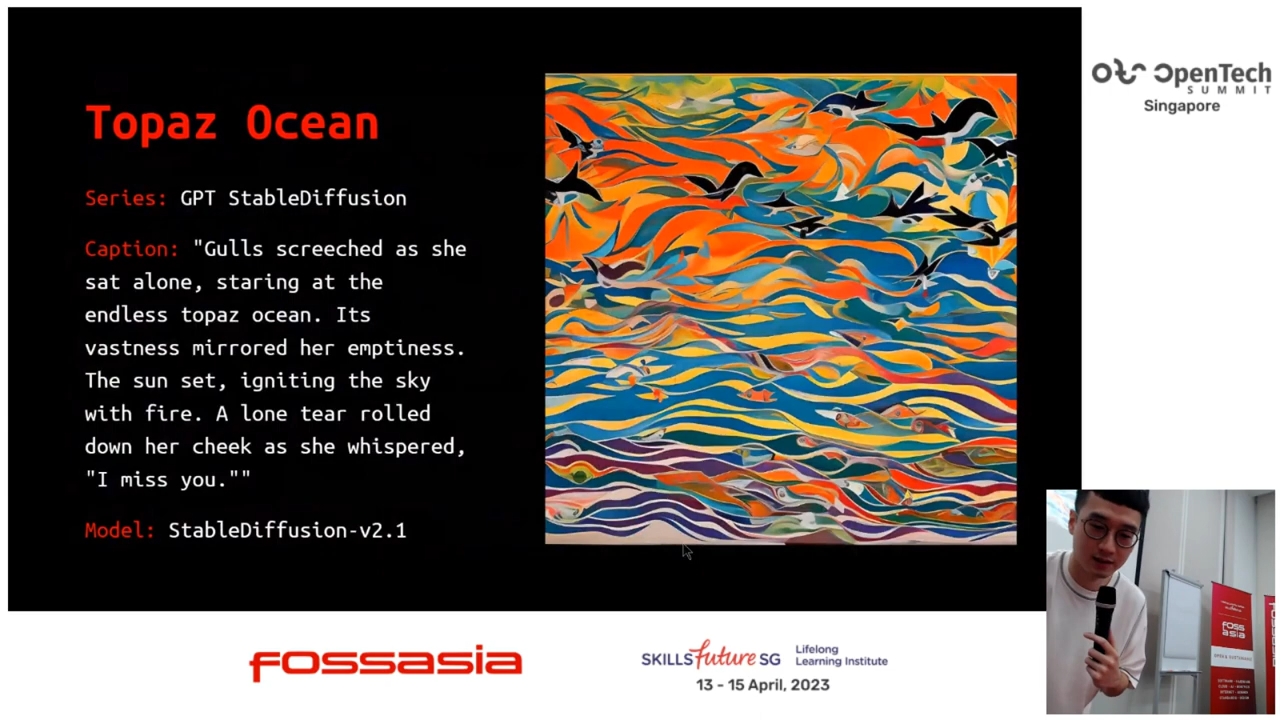 Topaz Ocean
Series: GPT StableDiffusion
Caption: "Gulls screeched as she
sat alone, staring at the
endless topaz ocean. Its
vastness mirrored her emptiness.
The sun set, igniting the sky
with fire. A lone tear rolled
down her cheek as she whispered,
"I miss you.""
Model: StableDiffusion-v2.1
OpenTech
SUMMIT
Singapore
FOSS
ASIA
FOSSASIA
SKILLSfuture SG
Lifelong
Learning Institute
13 - 15 April, 2023